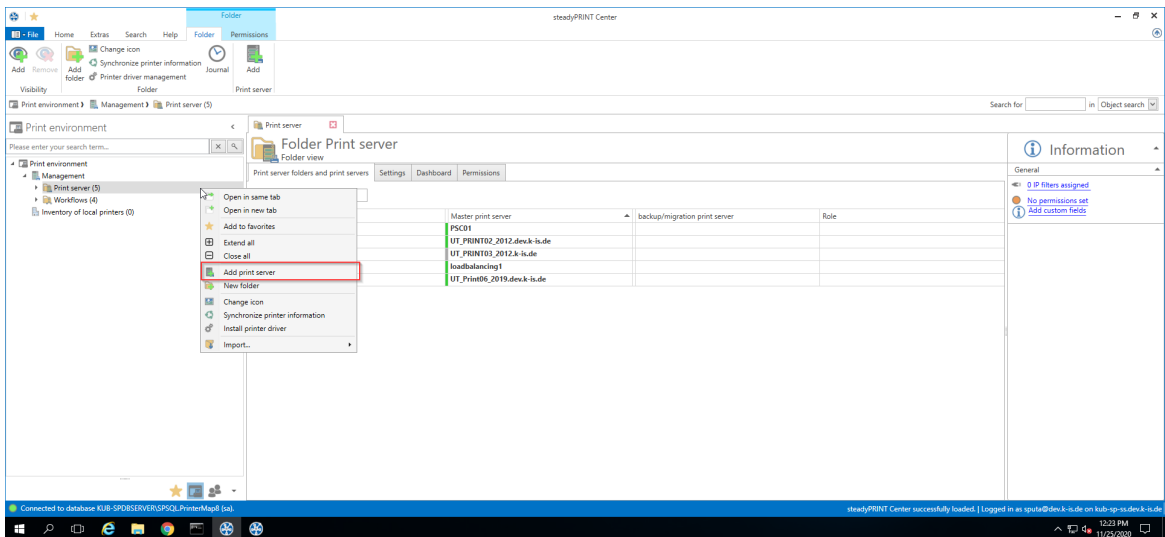 Folder
steadyPRINT Center
File Home Extras Search Help Folder Permissions
Add Remove Add folder Change icon Synchronize printer information Printer driver management Journal Add
Visibility Folder Print server
Print environment Management Print server (5) Search for in Object search
Print environment
Please enter your search term...
Print environment
Management
Print server (5)
Workflows (4)
Inventory of local printers (0)
Print server
Folder Print server
Folder view
Print server folders and print servers Settings Dashboard Permissions
Master print server backup/migration print server Role
PSC01
UT_PRINT02_2012.dev.k-is.de
UT_PRINT03_2012.k-is.de
loadbalancing1
UT_Print06_2019.dev.k-is.de
Open in same tab
Open in new tab
Add to favorites
Extend all
Close all
Add print server
New folder
Change icon
Synchronize printer information
Install printer driver
Import...
Information
General
0 IP filters assigned
No permissions set
Add custom fields
Connected to database KUB-SPDBSERVER\SPSQL.PrinterMap8 (sa). steadyPRINT Center successfully loaded. | Logged in as sputa@dev.k-is.de on kub-sp-ss.dev.k-is.de
12:23 PM
11/25/2020